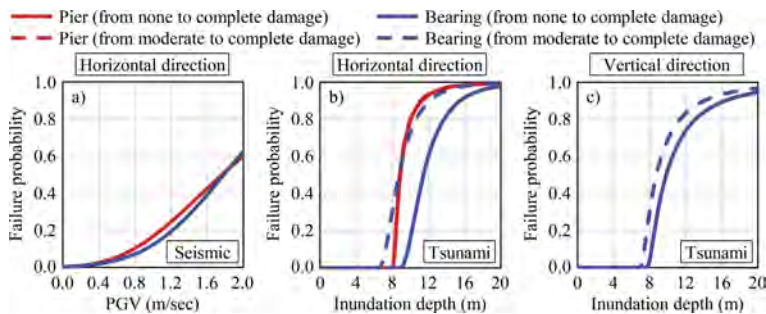 Pier (from none to complete damage) Bearing (from none to complete damage)
Pier (from moderate to complete damage) Bearing (from moderate to complete damage)
Horizontal direction Horizontal direction Vertical direction
a) b) c)
Failure probability Failure probability Failure probability
1.0 1.0 1.0
0.8 0.8 0.8
0.6 0.6 0.6
0.4 0.4 0.4
0.2 0.2 0.2
0.0 0.0 0.0
Seismic Tsunami Tsunami
0.0 0.4 0.8 1.2 1.6 2.0 0 4 8 12 16 20 0 4 8 12 16 20
PGV (m/sec) Inundation depth (m) Inundation depth (m)